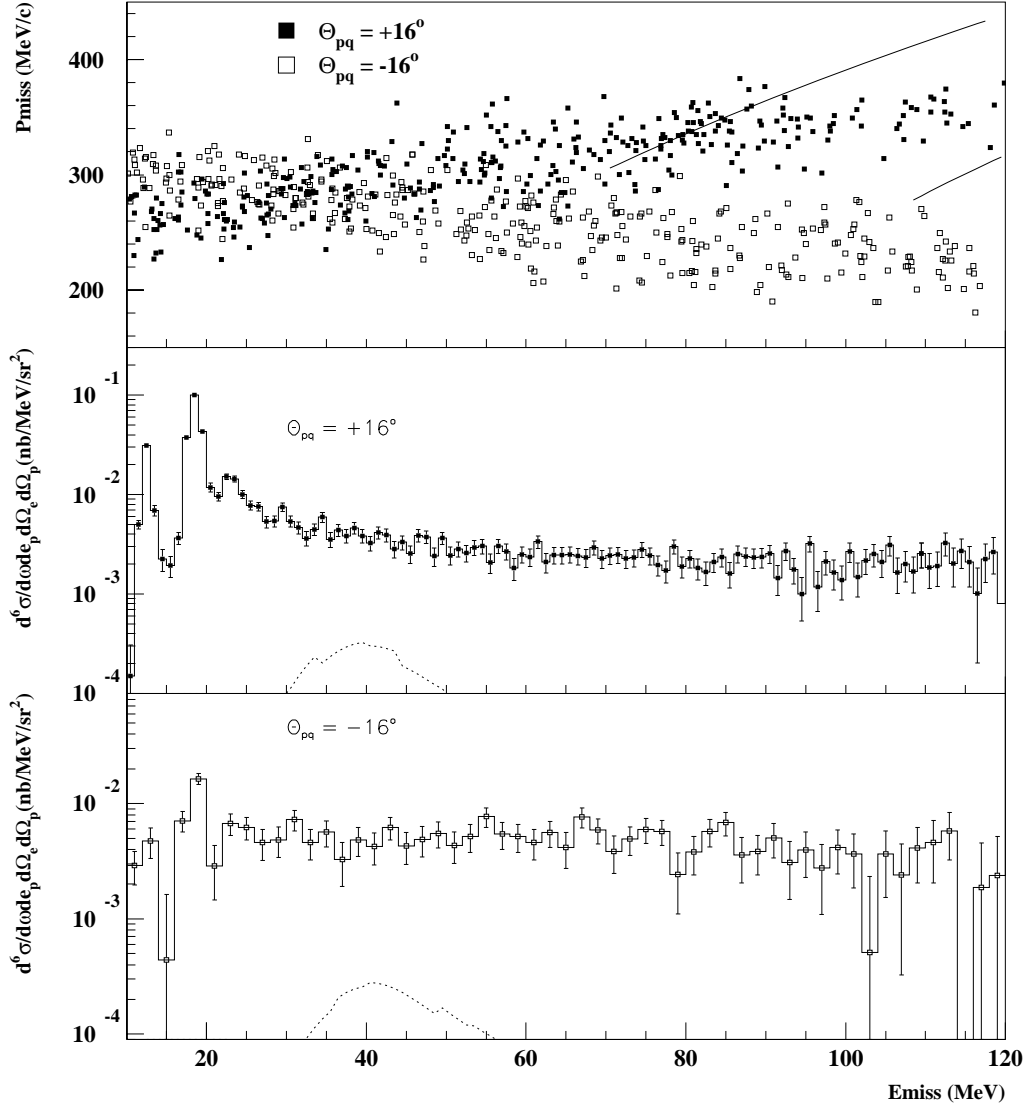 Θpq = +16°
Θpq = -16°
Pmiss (MeV/c)
400
300
200
d⁶σ/dωdeₚdΩₑdΩₚ(nb/MeV/sr²)
10⁻¹
10⁻²
10⁻³
10⁻⁴
Θpq = +16°
d⁶σ/dωdeₚdΩₑdΩₚ(nb/MeV/sr²)
10⁻²
10⁻³
10⁻⁴
Θpq = −16°
20 40 60 80 100 120
Emiss (MeV)